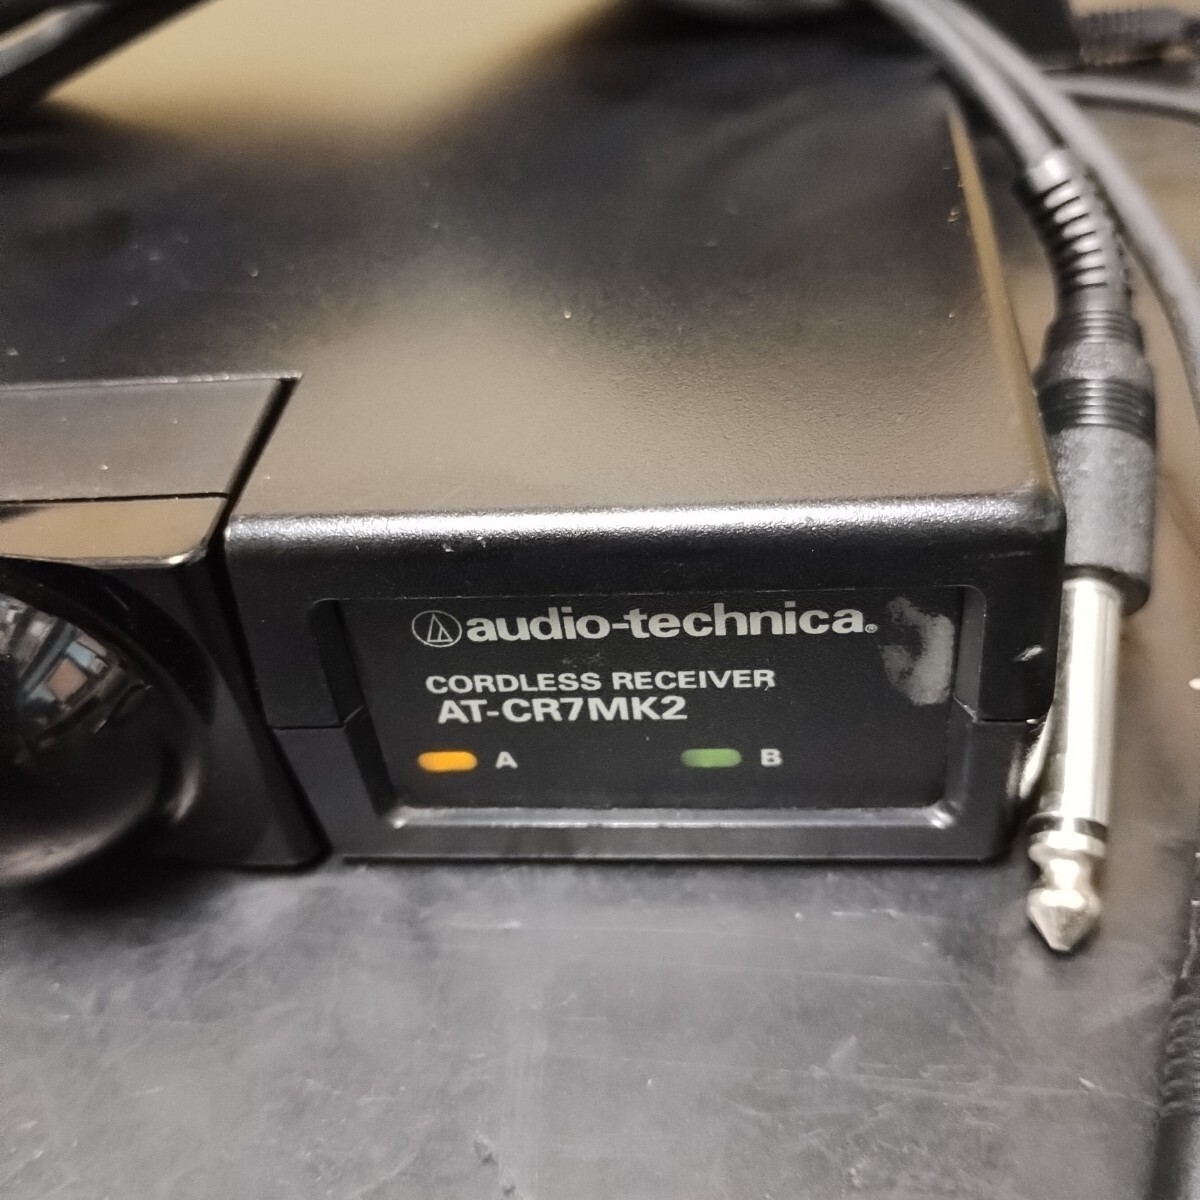 audio-technica®
CORDLESS RECEIVER
AT-CR7MK2
A B